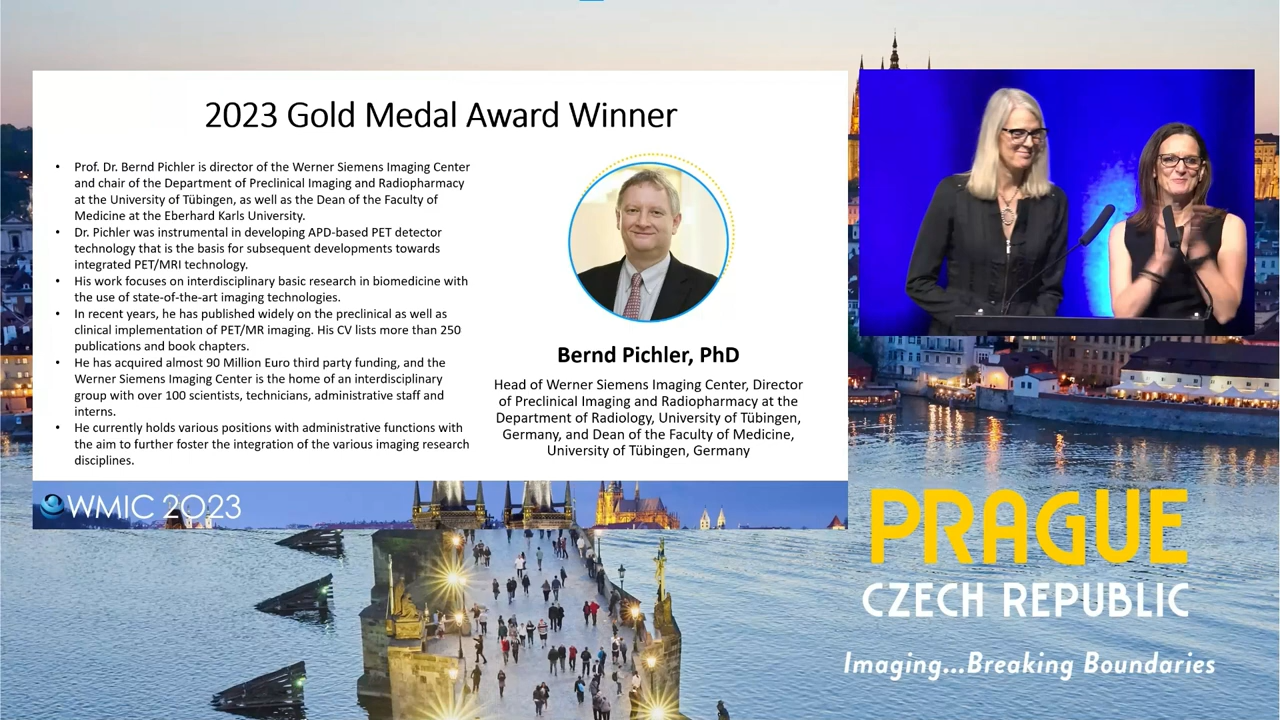 2023 Gold Medal Award Winner
• Prof. Dr. Bernd Pichler is director of the Werner Siemens Imaging Center
and chair of the Department of Preclinical Imaging and Radiopharmacy
at the University of Tübingen, as well as the Dean of the Faculty of
Medicine at the Eberhard Karls University.
• Dr. Pichler was instrumental in developing APD-based PET detector
technology that is the basis for subsequent developments towards
integrated PET/MRI technology.
• His work focuses on interdisciplinary basic research in biomedicine with
the use of state-of-the-art imaging technologies.
• In recent years, he has published widely on the preclinical as well as
clinical implementation of PET/MR imaging. His CV lists more than 250
publications and book chapters.
• He has acquired almost 90 Million Euro third party funding, and the
Werner Siemens Imaging Center is the home of an interdisciplinary
group with over 100 scientists, technicians, administrative staff and
interns.
• He currently holds various positions with administrative functions with
the aim to further foster the integration of the various imaging research
disciplines.
Bernd Pichler, PhD
Head of Werner Siemens Imaging Center, Director
of Preclinical Imaging and Radiopharmacy at the
Department of Radiology, University of Tübingen,
Germany, and Dean of the Faculty of Medicine,
University of Tübingen, Germany
WMIC 2023
PRAGUE
CZECH REPUBLIC
Imaging...Breaking Boundaries